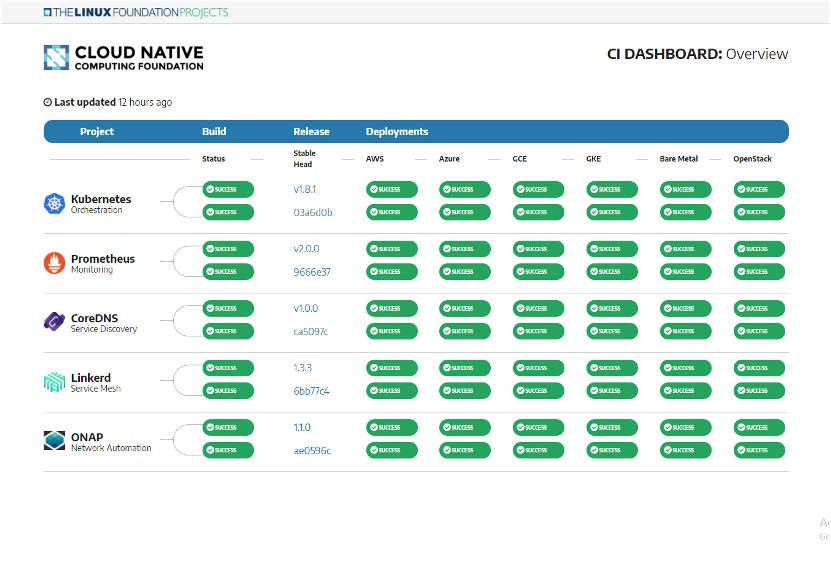 THE LINUX FOUNDATION PROJECTS
CLOUD NATIVE
COMPUTING FOUNDATION
CI DASHBOARD: Overview
Last updated 12 hours ago
Project Build Release Deployments
Status Stable Head AWS Azure GCE GKE Bare Metal OpenStack
Kubernetes
Orchestration
SUCCESS v1.8.1 SUCCESS SUCCESS SUCCESS SUCCESS SUCCESS SUCCESS
SUCCESS 03a6d0b SUCCESS SUCCESS SUCCESS SUCCESS SUCCESS SUCCESS
Prometheus
Monitoring
SUCCESS v2.0.0 SUCCESS SUCCESS SUCCESS SUCCESS SUCCESS SUCCESS
SUCCESS 9666e37 SUCCESS SUCCESS SUCCESS SUCCESS SUCCESS SUCCESS
CoreDNS
Service Discovery
SUCCESS v1.0.0 SUCCESS SUCCESS SUCCESS SUCCESS SUCCESS SUCCESS
SUCCESS ca5097c SUCCESS SUCCESS SUCCESS SUCCESS SUCCESS SUCCESS
Linkerd
Service Mesh
SUCCESS 1.3.3 SUCCESS SUCCESS SUCCESS SUCCESS SUCCESS SUCCESS
SUCCESS 6bb77c4 SUCCESS SUCCESS SUCCESS SUCCESS SUCCESS SUCCESS
ONAP
Network Automation
SUCCESS 1.1.0 SUCCESS SUCCESS SUCCESS SUCCESS SUCCESS SUCCESS
SUCCESS ae0596c SUCCESS SUCCESS SUCCESS SUCCESS SUCCESS SUCCESS